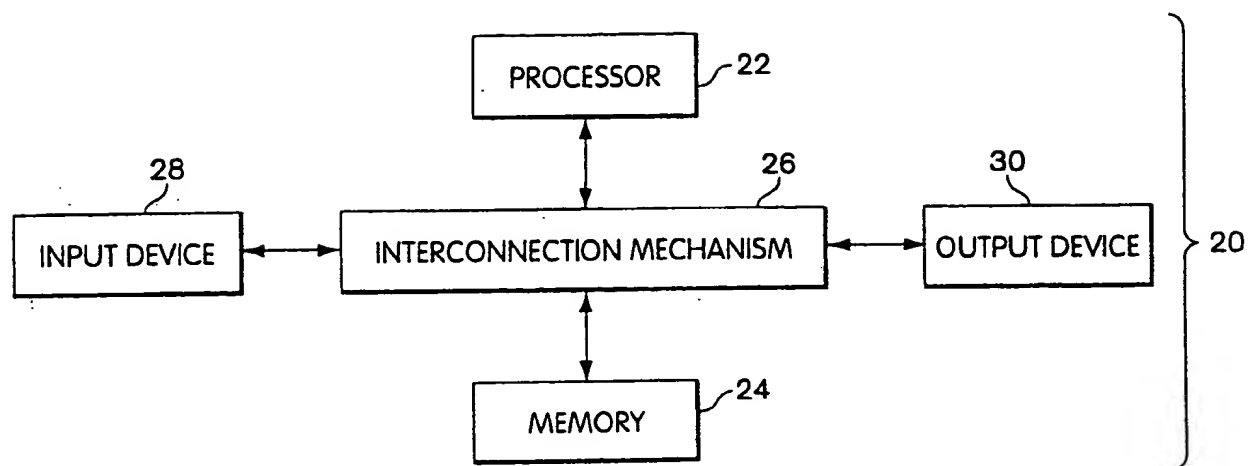 PROCESSOR
22
28
26
30
INPUT DEVICE
INTERCONNECTION MECHANISM
OUTPUT DEVICE
20
MEMORY
24